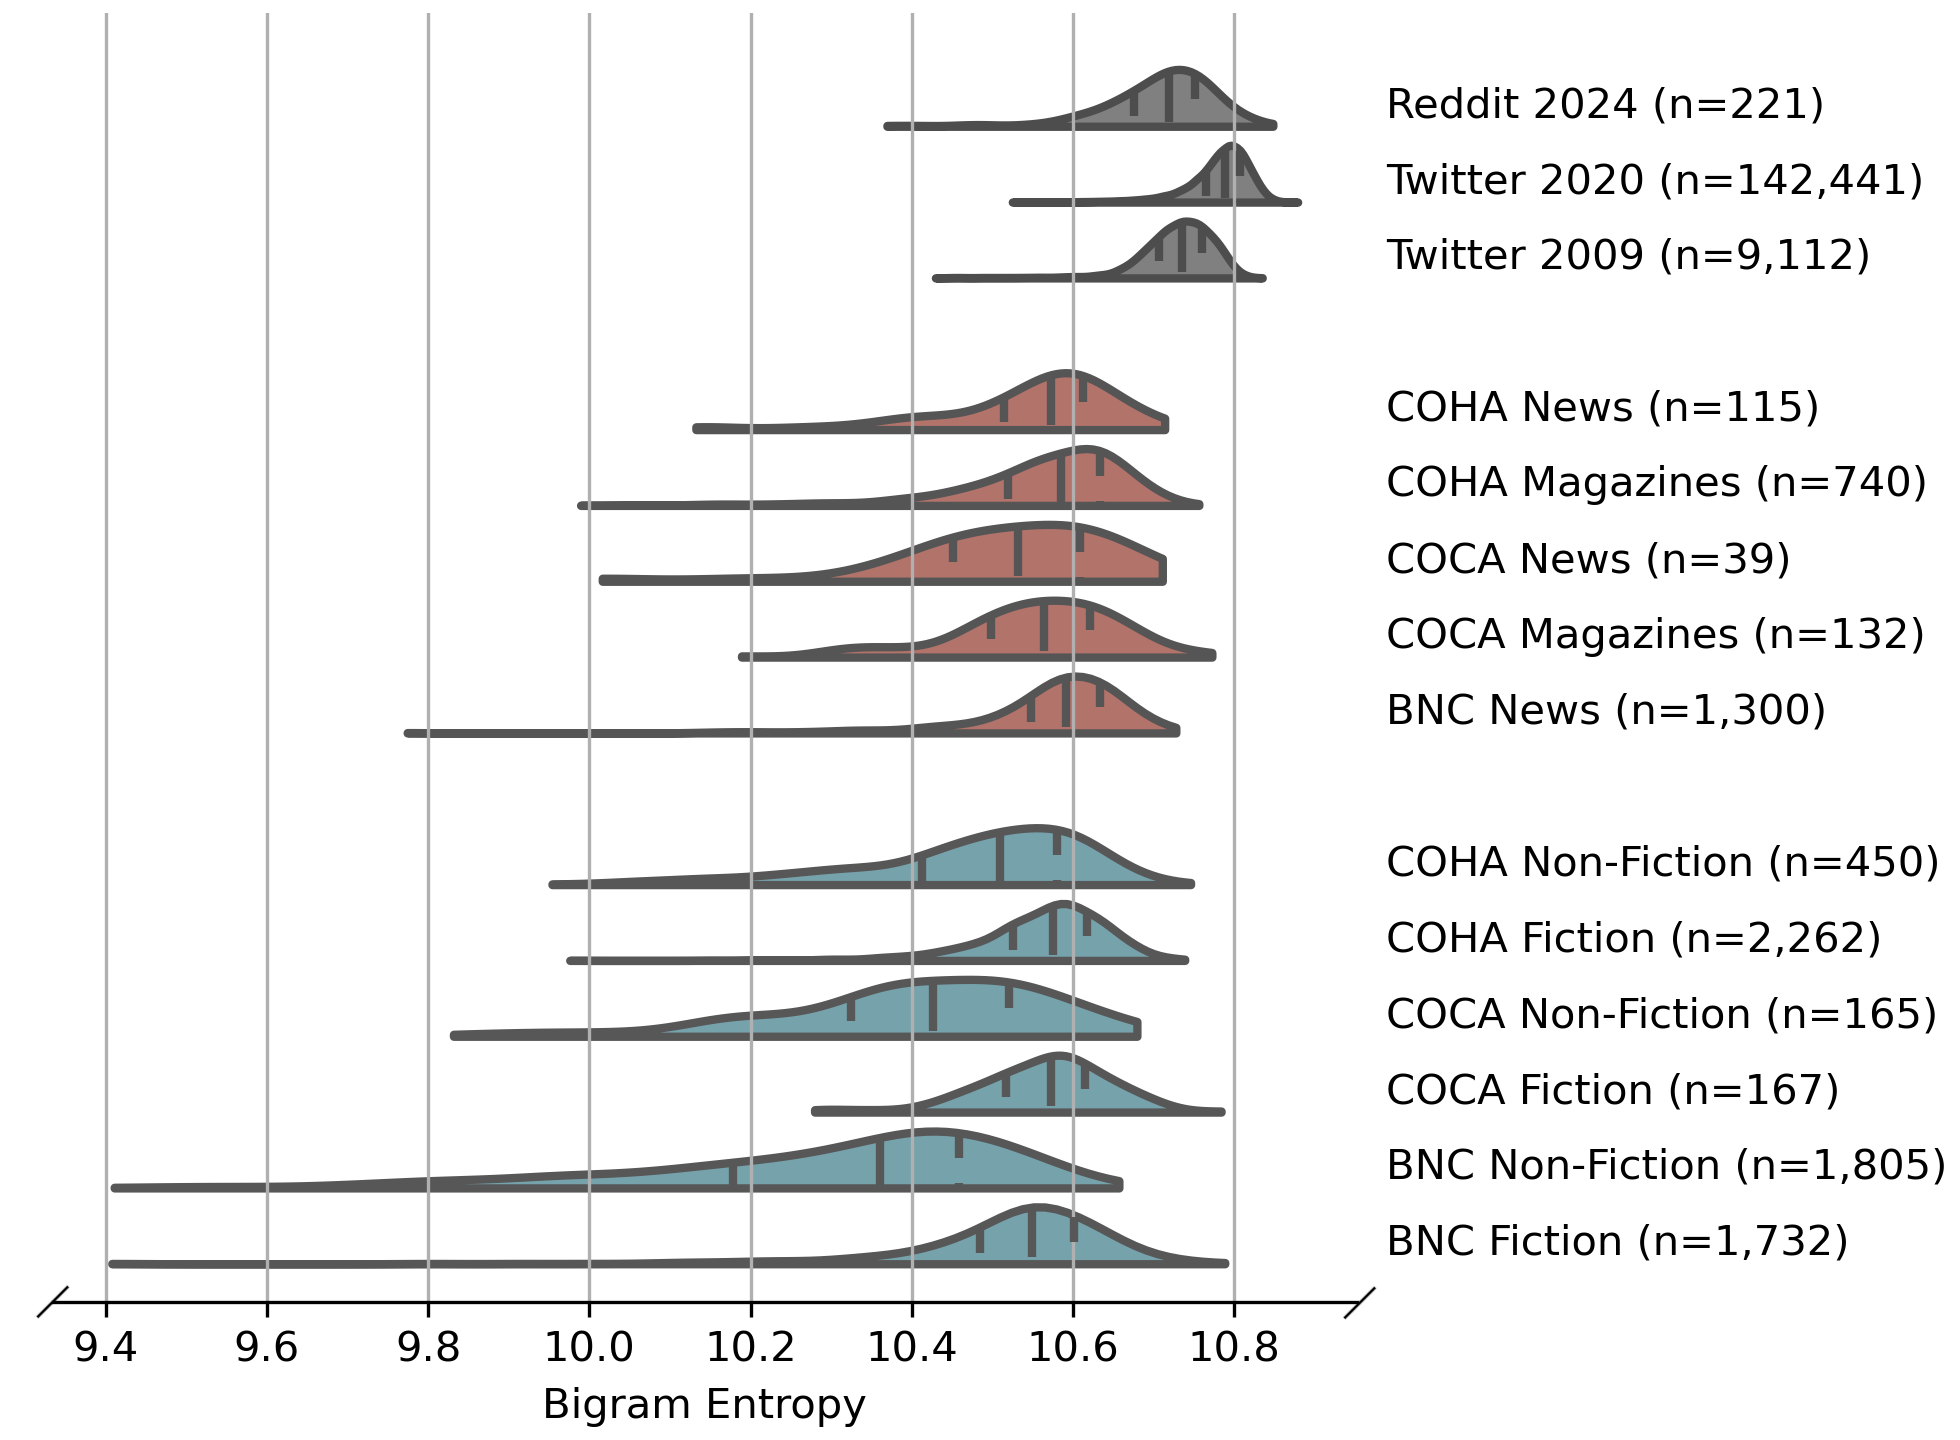 Reddit 2024 (n=221)
Twitter 2020 (n=142,441)
Twitter 2009 (n=9,112)
COHA News (n=115)
COHA Magazines (n=740)
COCA News (n=39)
COCA Magazines (n=132)
BNC News (n=1,300)
COHA Non-Fiction (n=450)
COHA Fiction (n=2,262)
COCA Non-Fiction (n=165)
COCA Fiction (n=167)
BNC Non-Fiction (n=1,805)
BNC Fiction (n=1,732)
9.4 9.6 9.8 10.0 10.2 10.4 10.6 10.8
Bigram Entropy